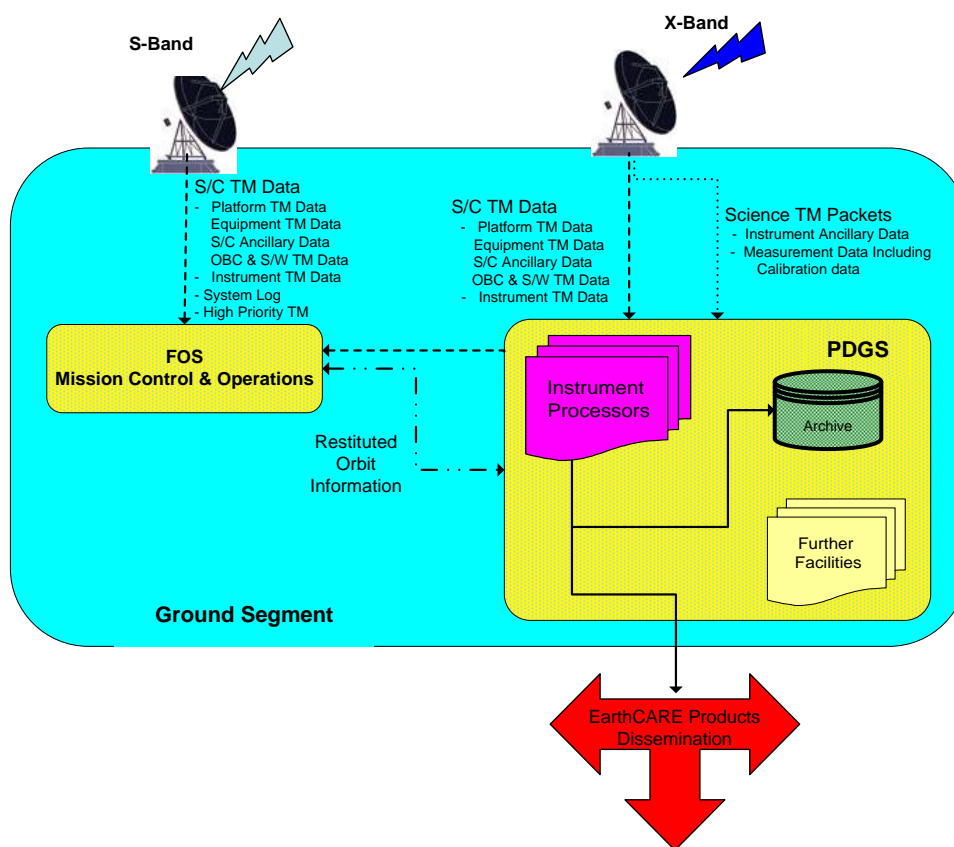 S-Band
X-Band
S/C TM Data
- Platform TM Data
Equipment TM Data
S/C Ancillary Data
OBC & S/W TM Data
- Instrument TM Data
- System Log
- High Priority TM
S/C TM Data
- Platform TM Data
Equipment TM Data
S/C Ancillary Data
OBC & S/W TM Data
- Instrument TM Data
Science TM Packets
- Instrument Ancillary Data
- Measurement Data Including
Calibration data
FOS
Mission Control & Operations
PDGS
Instrument
Processors
Archive
Restituted
Orbit
Information
Further
Facilities
Ground Segment
EarthCARE Products
Dissemination